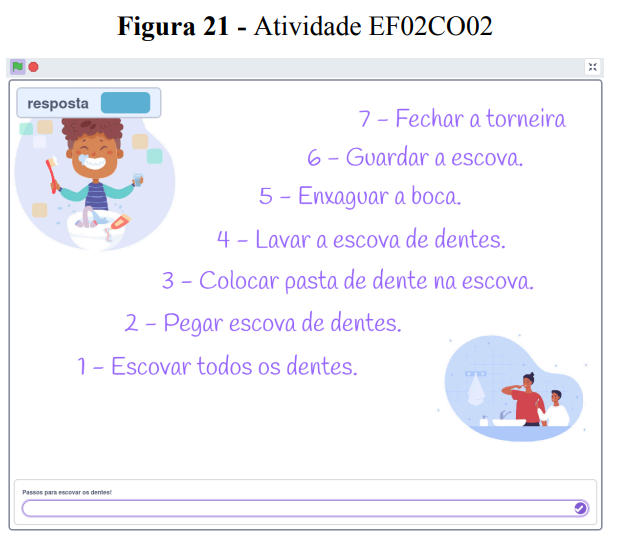 Figura 21 - Atividade EF02CO02
resposta
7 - Fechar a torneira
6 - Guardar a escova.
5 - Enxaguar a boca.
4 - Lavar a escova de dentes.
3 - Colocar pasta de dente na escova.
2 - Pegar escova de dentes.
1 - Escovar todos os dentes.
Passos para escovar os dentes!